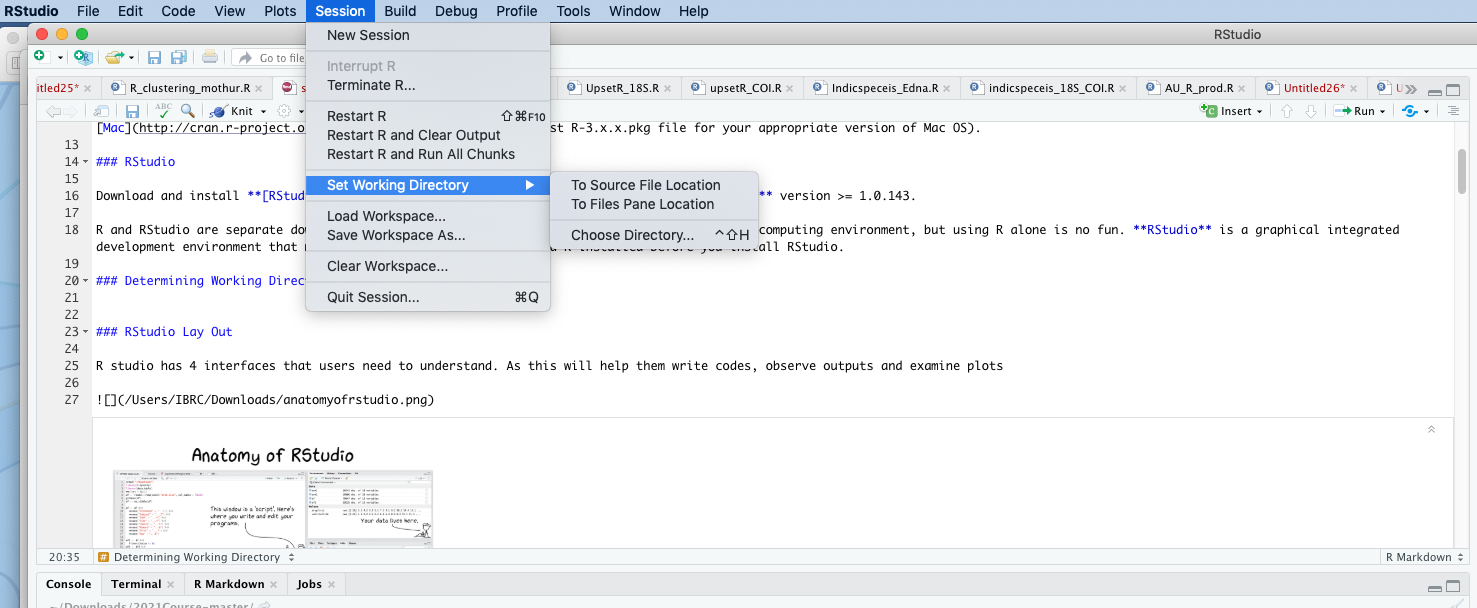 RStudio File Edit Code View Plots Session Build Debug Profile Tools Window Help
RStudio
New Session
Interrupt R
Terminate R...
Restart R ⇧⌘F10
Restart R and Clear Output
Restart R and Run All Chunks
Set Working Directory ▶
To Source File Location
To Files Pane Location
Choose Directory... ^⇧H
Load Workspace...
Save Workspace As...
Clear Workspace...
Quit Session... ⌘Q
Go to file
itled25* R_clustering_mothur.R s UpsetR_18S.R upsetR_COI.R Indicspeceis_Edna.R indicspeceis_18S_COI.R AU_R_prod.R Untitled26* U
ABC Knit Insert Run
[Mac](http://cran.r-project.o st R-3.x.x.pkg file for your appropriate version of Mac OS).
13
14 ### RStudio
15
16 Download and install **[RStud ** version >= 1.0.143.
17
18 R and RStudio are separate do computing environment, but using R alone is no fun. **RStudio** is a graphical integrated
development environment that R installed before you install RStudio.
19
20 ### Determining Working Direc
21
22
23 ### RStudio Lay Out
24
25 R studio has 4 interfaces that users need to understand. As this will help them write codes, observe outputs and examine plots
26
27 ![](/Users/IBRC/Downloads/anatomyofrstudio.png)
Anatomy of RStudio
This window is a 'script'. Here's
where you write and edit your
programs.
Your data lives here.
20:35 # Determining Working Directory R Markdown
Console Terminal R Markdown Jobs
~/Downloads/2021Course-master/